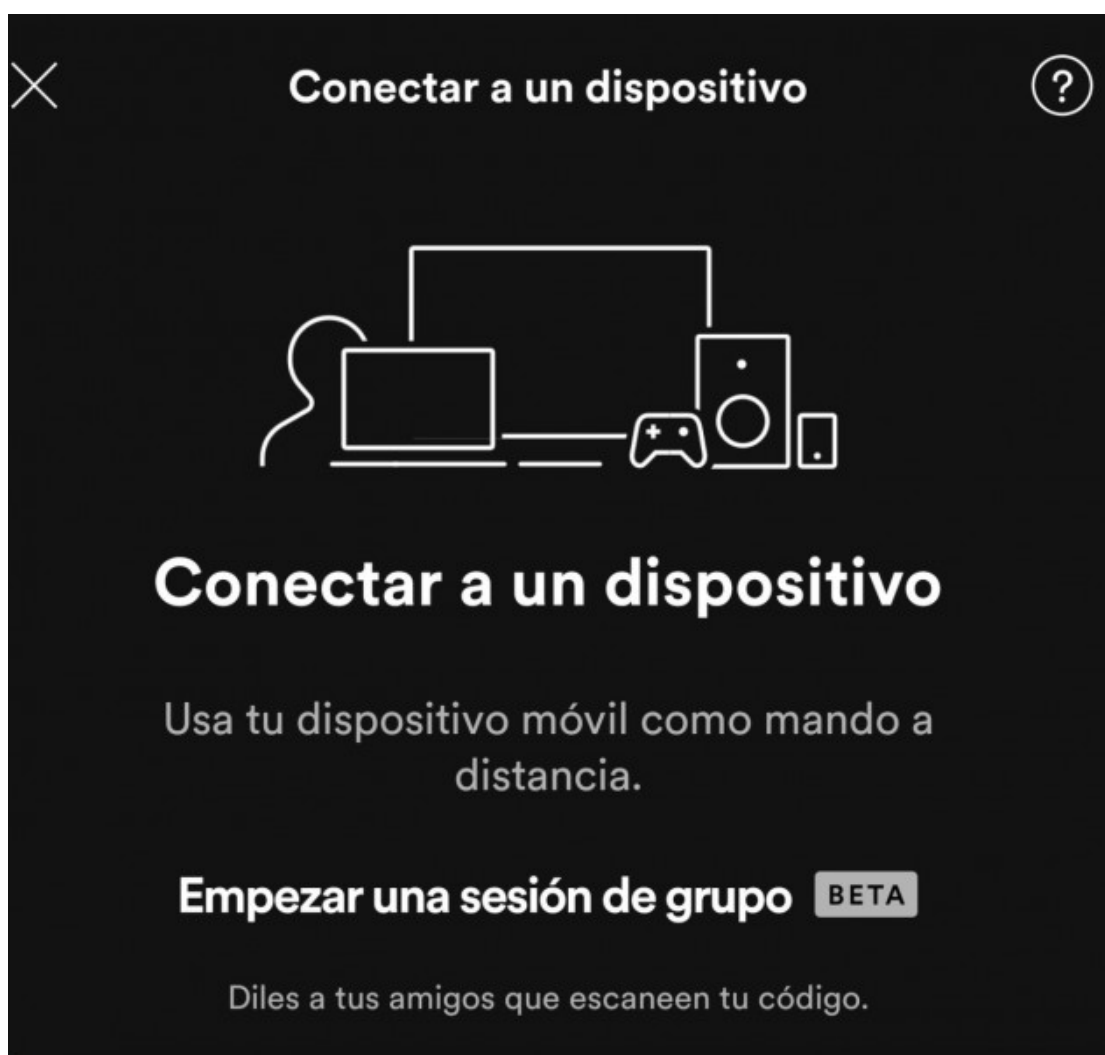 Conectar a un dispositivo
?
Conectar a un dispositivo
Usa tu dispositivo móvil como mando a
distancia.
Empezar una sesión de grupo BETA
Diles a tus amigos que escaneen tu código.